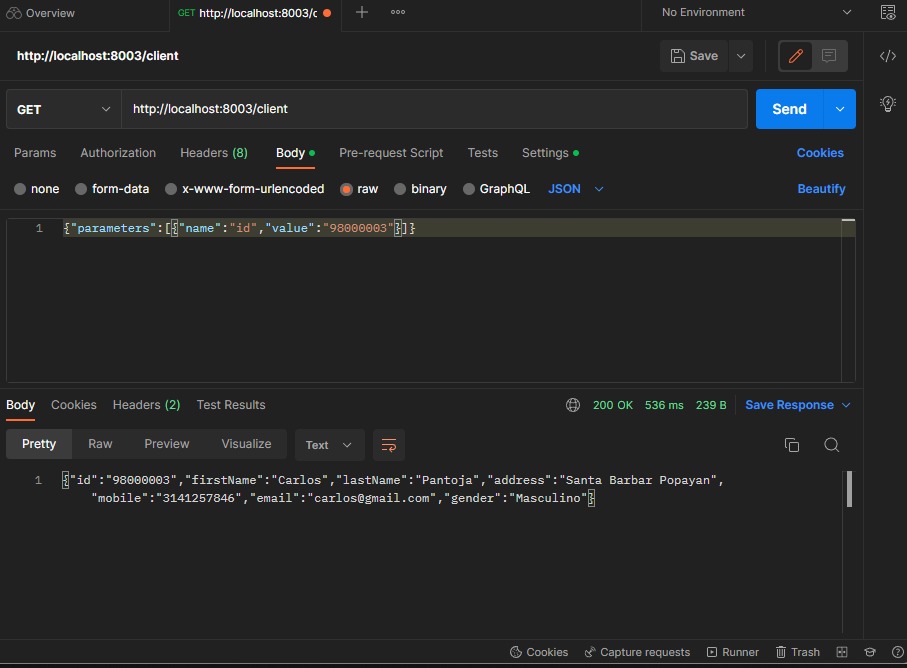 Overview
GET http://localhost:8003/c
No Environment
http://localhost:8003/client
Save
GET
http://localhost:8003/client
Send
Params Authorization Headers (8) Body Pre-request Script Tests Settings Cookies
none form-data x-www-form-urlencoded raw binary GraphQL JSON Beautify
1 {"parameters":[{"name":"id","value":"98000003"}]}
Body Cookies Headers (2) Test Results 200 OK 536 ms 239 B Save Response
Pretty Raw Preview Visualize Text
1 {"id":"98000003","firstName":"Carlos","lastName":"Pantoja","address":"Santa Barbar Popayan",
"mobile":"3141257846","email":"carlos@gmail.com","gender":"Masculino"}
Cookies Capture requests Runner Trash